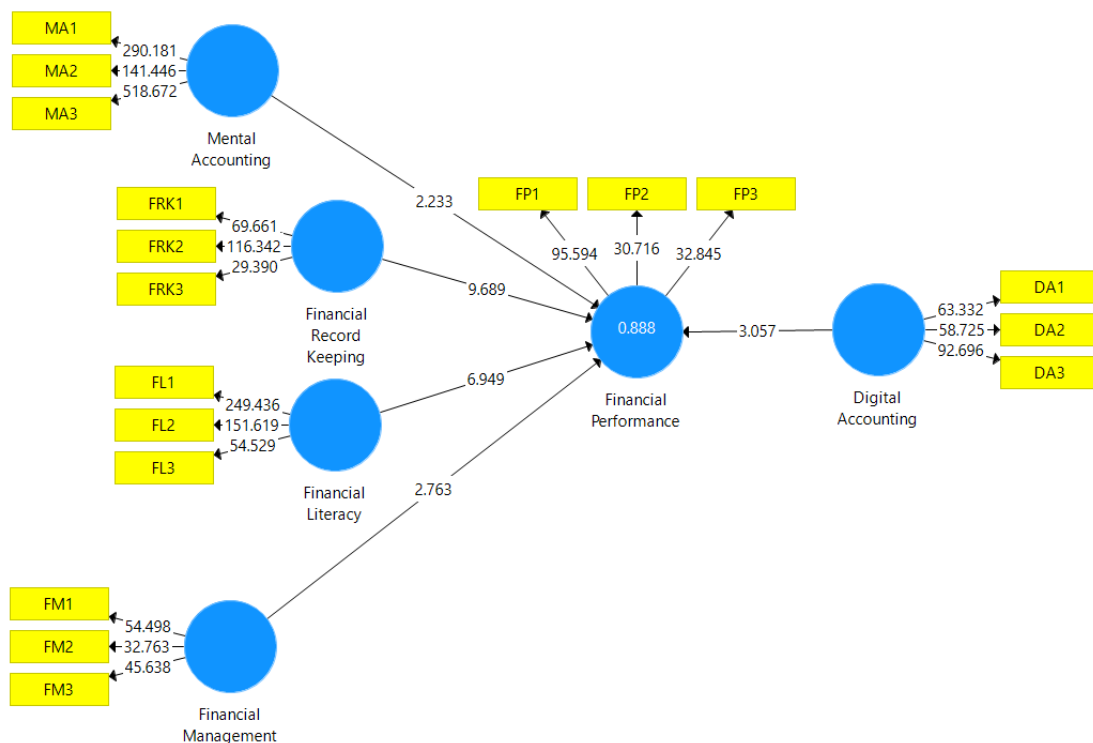 MA1
290.181
MA2
141.446
MA3
518.672
Mental
Accounting
2.233
FRK1
69.661
FRK2
116.342
FRK3
29.390
Financial
Record
Keeping
9.689
FL1
249.436
FL2
151.619
FL3
54.529
Financial
Literacy
6.949
FM1
54.498
FM2
32.763
FM3
45.638
Financial
Management
2.763
FP1
FP2
FP3
95.594
30.716
32.845
0.888
Financial
Performance
3.057
Digital
Accounting
DA1
63.332
DA2
58.725
DA3
92.696